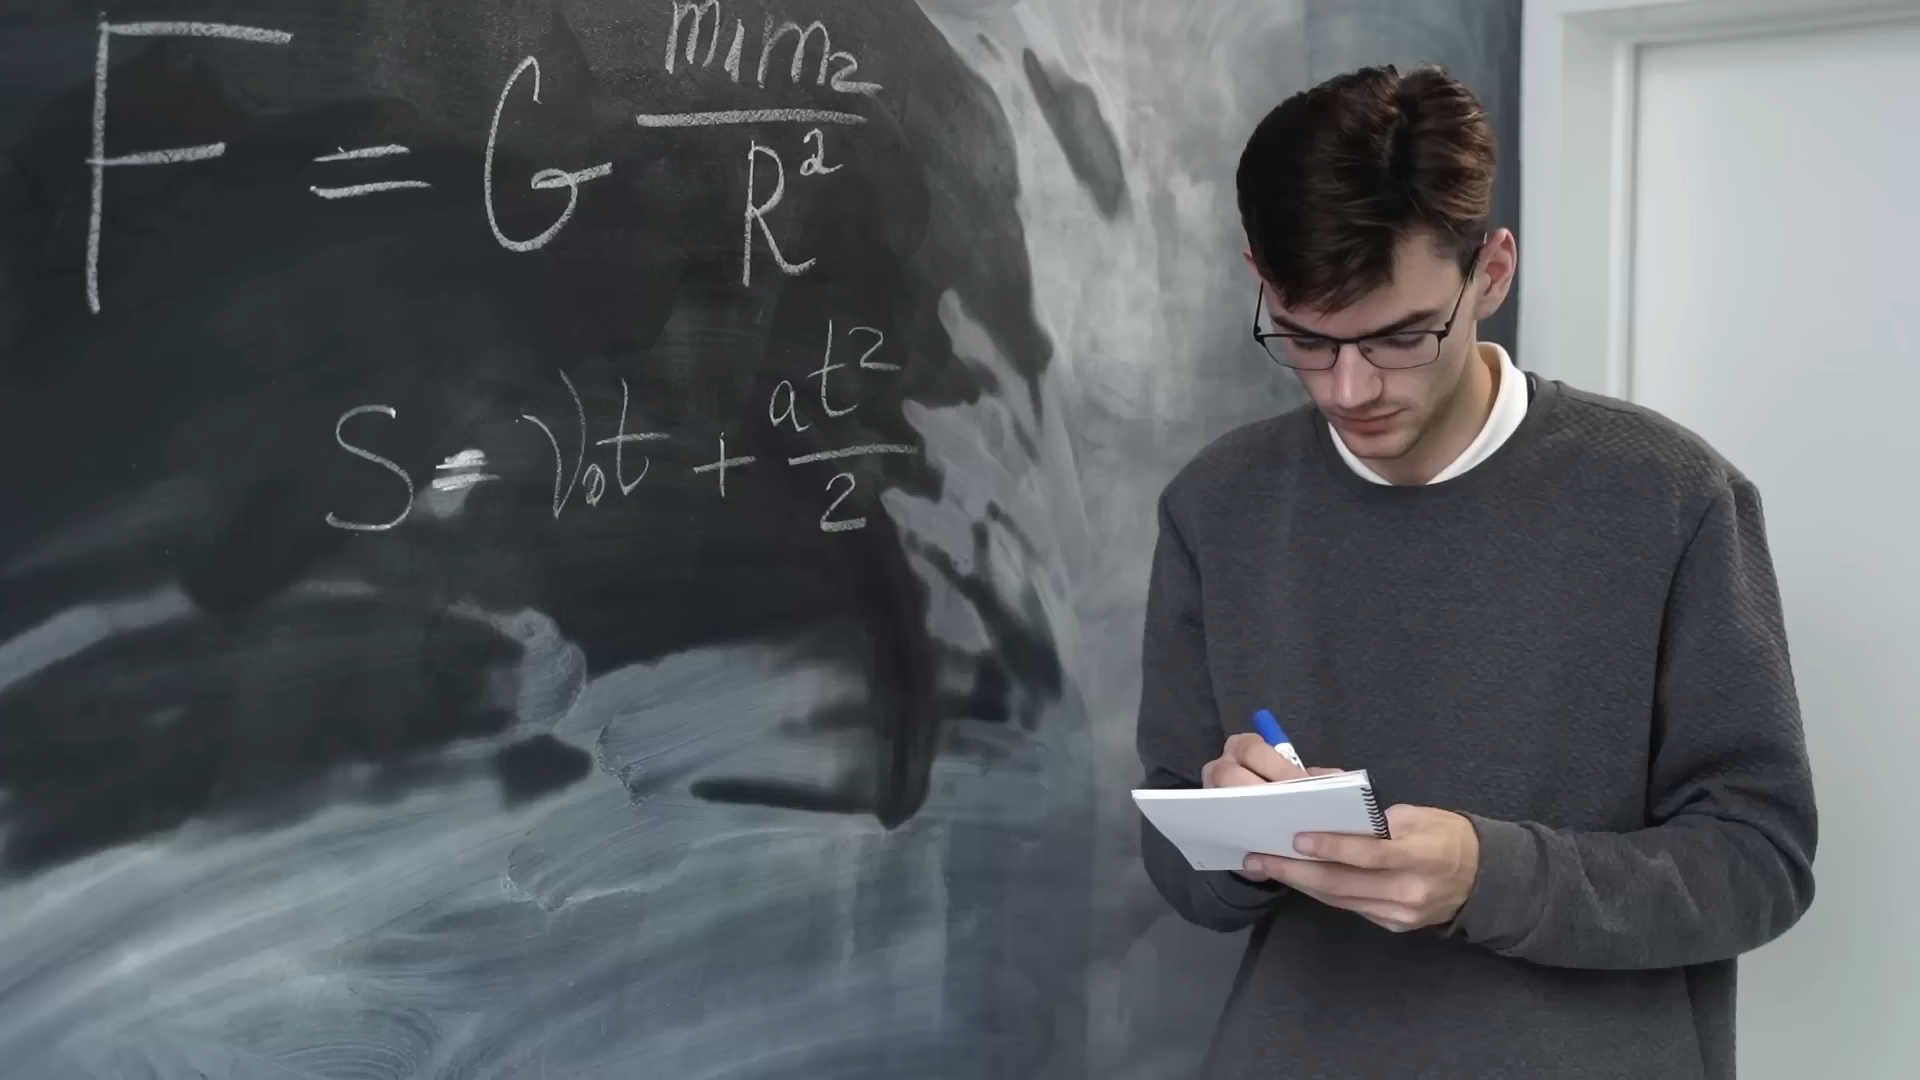 F = G m₁m₂/R²
S = V₀t + at²/2